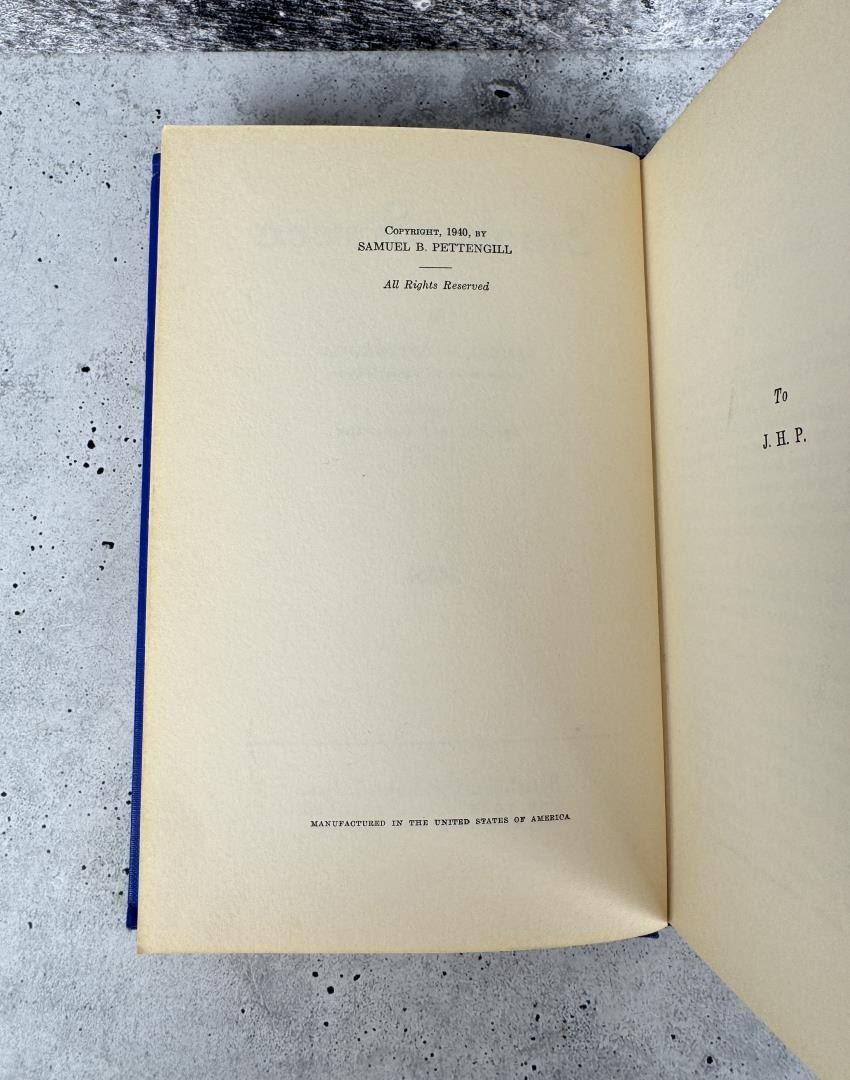 Copyright, 1940, by
SAMUEL B. PETTENGILL
All Rights Reserved
MANUFACTURED IN THE UNITED STATES OF AMERICA
To
J. H. P.